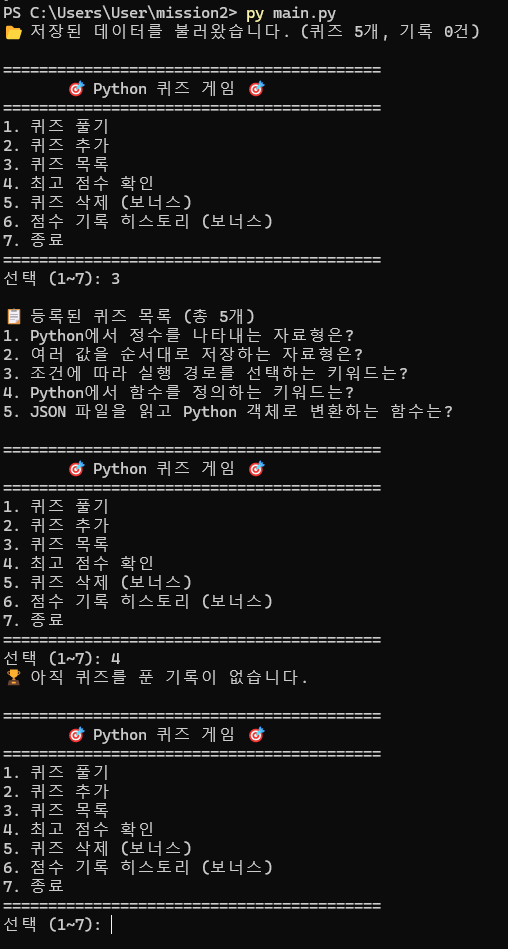 PS C:\Users\User\mission2> py main.py
📂 저장된 데이터를 불러왔습니다. (퀴즈 5개, 기록 0건)
==========================================
🎯 Python 퀴즈 게임 🎯
==========================================
1. 퀴즈 풀기
2. 퀴즈 추가
3. 퀴즈 목록
4. 최고 점수 확인
5. 퀴즈 삭제 (보너스)
6. 점수 기록 히스토리 (보너스)
7. 종료
==========================================
선택 (1~7): 3
📋 등록된 퀴즈 목록 (총 5개)
1. Python에서 정수를 나타내는 자료형은?
2. 여러 값을 순서대로 저장하는 자료형은?
3. 조건에 따라 실행 경로를 선택하는 키워드는?
4. Python에서 함수를 정의하는 키워드는?
5. JSON 파일을 읽고 Python 객체로 변환하는 함수는?
==========================================
🎯 Python 퀴즈 게임 🎯
==========================================
1. 퀴즈 풀기
2. 퀴즈 추가
3. 퀴즈 목록
4. 최고 점수 확인
5. 퀴즈 삭제 (보너스)
6. 점수 기록 히스토리 (보너스)
7. 종료
==========================================
선택 (1~7): 4
🏆 아직 퀴즈를 푼 기록이 없습니다.
==========================================
🎯 Python 퀴즈 게임 🎯
==========================================
1. 퀴즈 풀기
2. 퀴즈 추가
3. 퀴즈 목록
4. 최고 점수 확인
5. 퀴즈 삭제 (보너스)
6. 점수 기록 히스토리 (보너스)
7. 종료
==========================================
선택 (1~7):